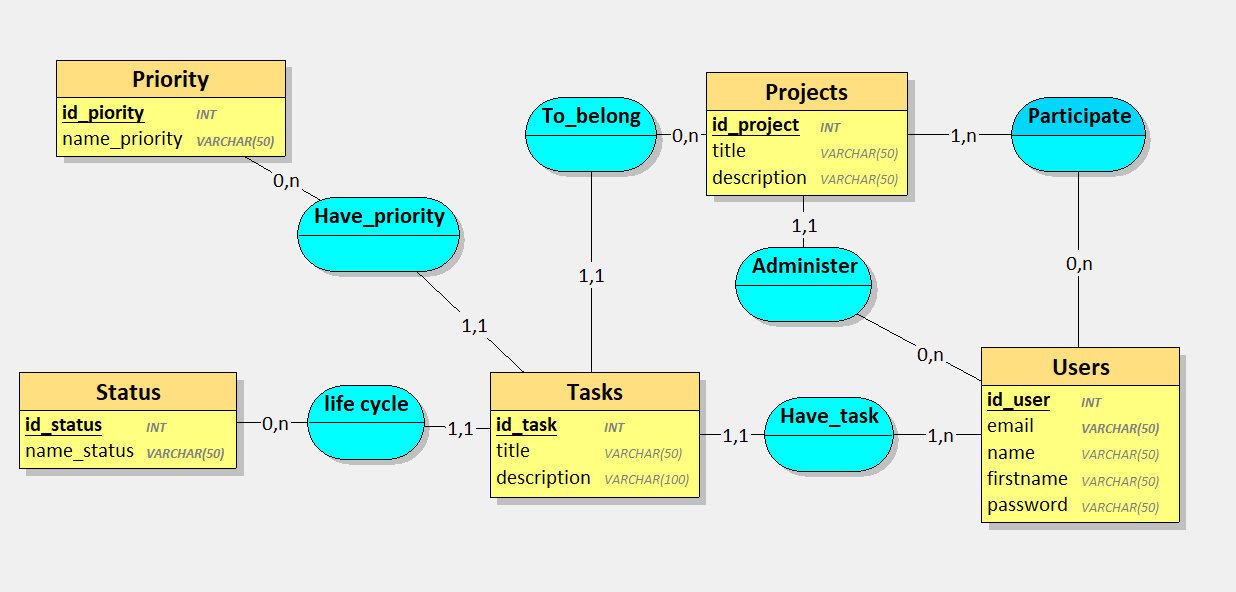 Priority
id_piority INT
name_priority VARCHAR(50)
0,n
Have_priority
1,1
To_belong
0,n
1,1
Projects
id_project INT
title VARCHAR(50)
description VARCHAR(50)
1,n
Participate
0,n
1,1
Administer
0,n
Status
id_status INT
name_status VARCHAR(50)
0,n
life cycle
1,1
Tasks
id_task INT
title VARCHAR(50)
description VARCHAR(100)
1,1
Have_task
1,n
Users
id_user INT
email VARCHAR(50)
name VARCHAR(50)
firstname VARCHAR(50)
password VARCHAR(50)